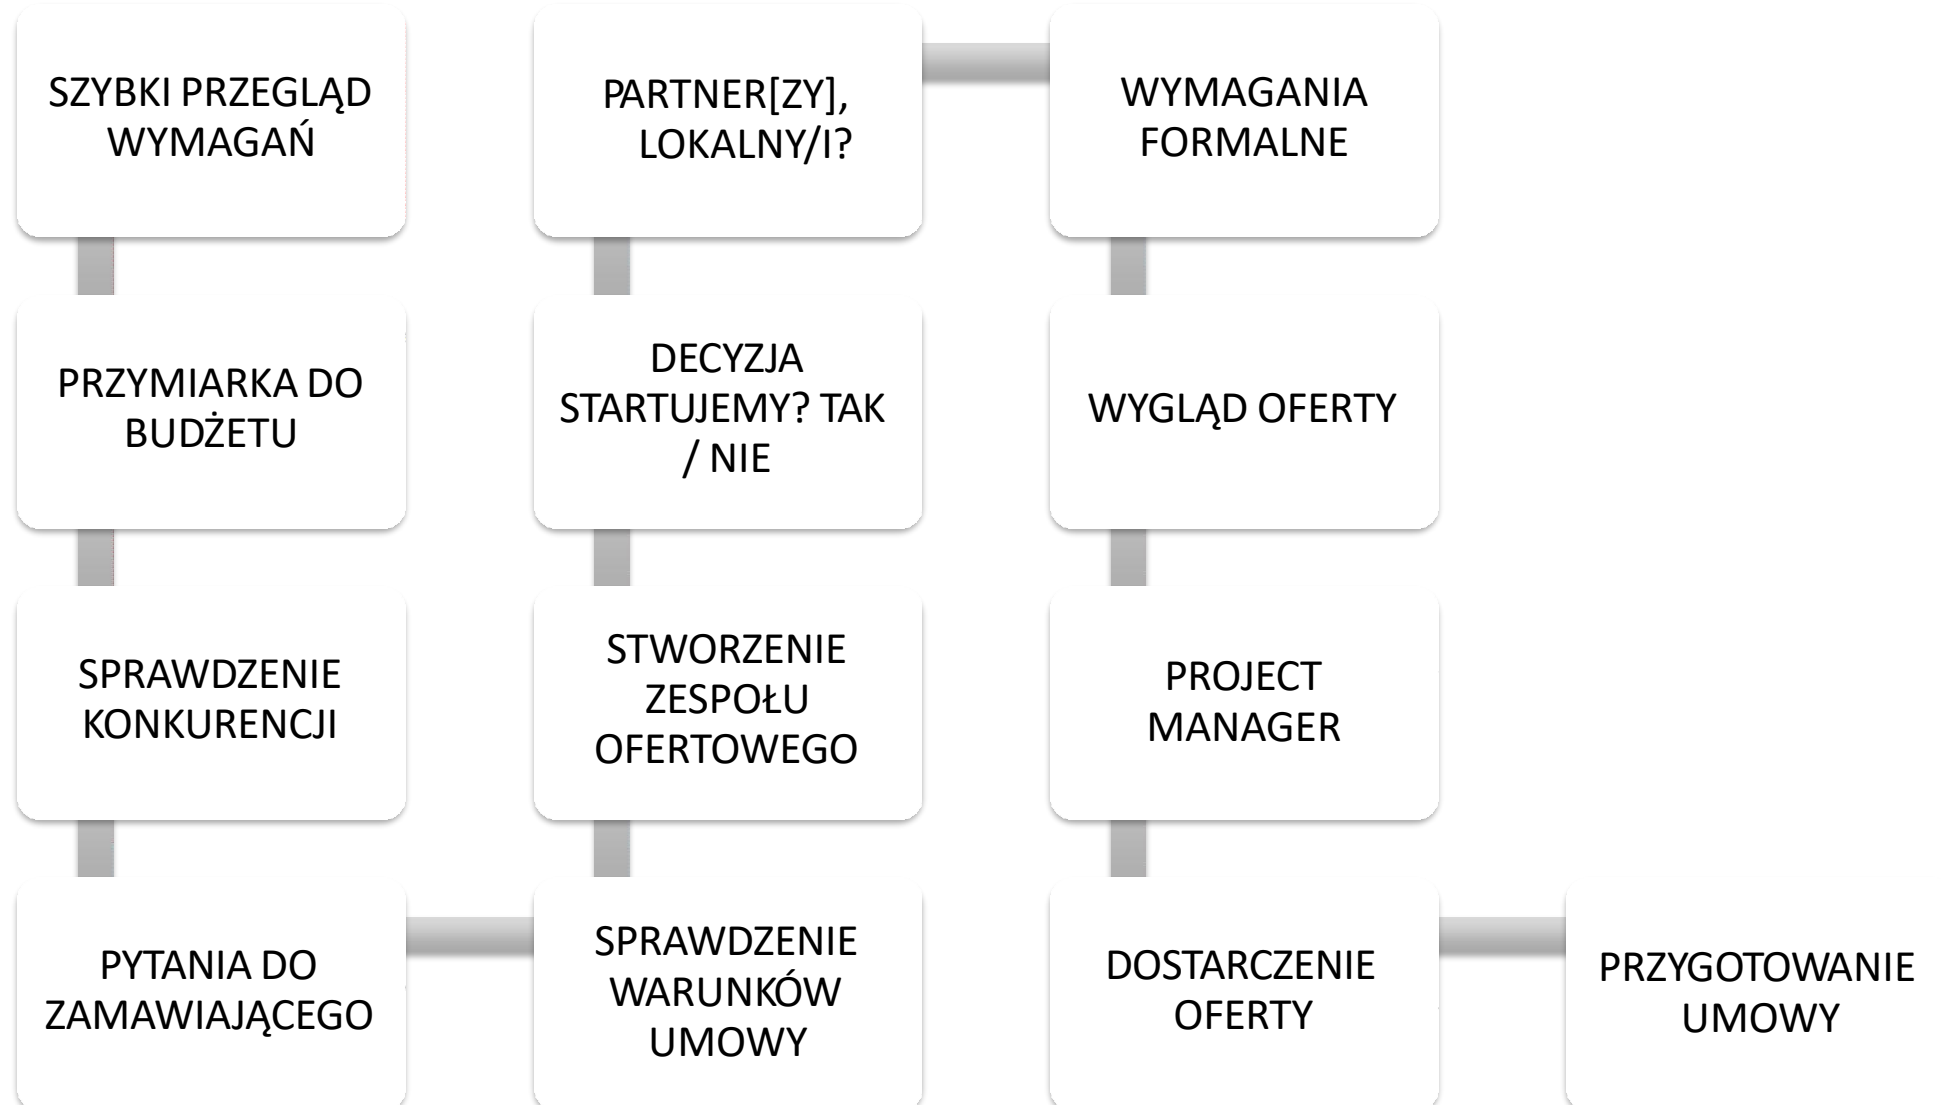 SZYBKI PRZEGLĄD
WYMAGAŃ
PRZYMIARKA DO
BUDŻETU
SPRAWDZENIE
KONKURENCJI
PYTANIA DO
ZAMAWIAJĄCEGO
SPRAWDZENIE
WARUNKÓW
UMOWY
STWORZENIE
ZESPOŁU
OFERTOWEGO
DECYZJA
STARTUJEMY? TAK
/ NIE
PARTNER[ZY],
LOKALNY/I?
WYMAGANIA
FORMALNE
WYGLĄD OFERTY
PROJECT
MANAGER
DOSTARCZENIE
OFERTY
PRZYGOTOWANIE
UMOWY